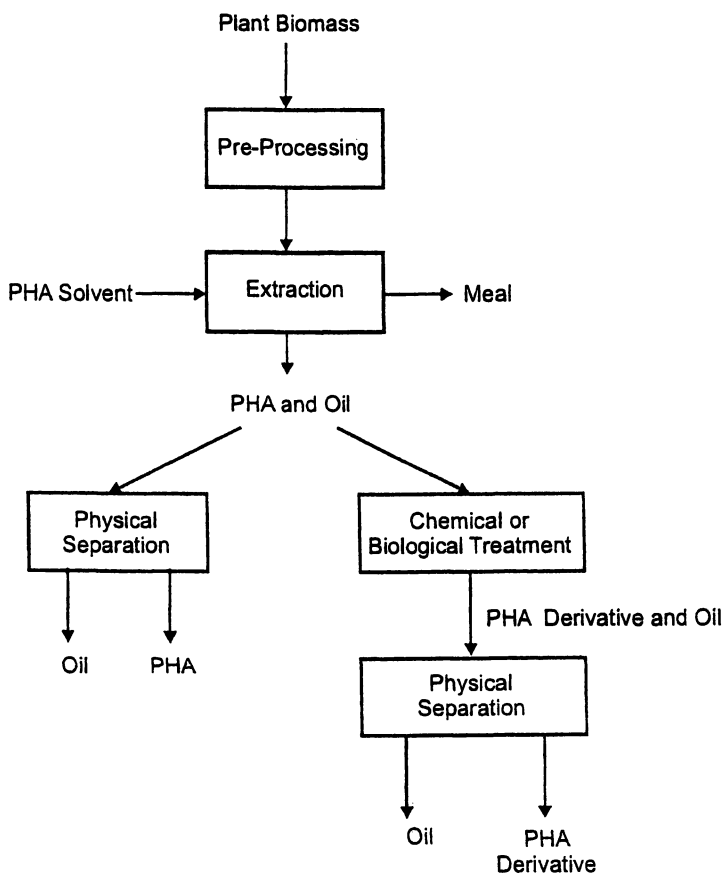 Plant Biomass
Pre-Processing
PHA Solvent
Extraction
Meal
PHA and Oil
Physical
Separation
Chemical or
Biological Treatment
PHA Derivative and Oil
Oil
PHA
Physical
Separation
Oil
PHA
Derivative